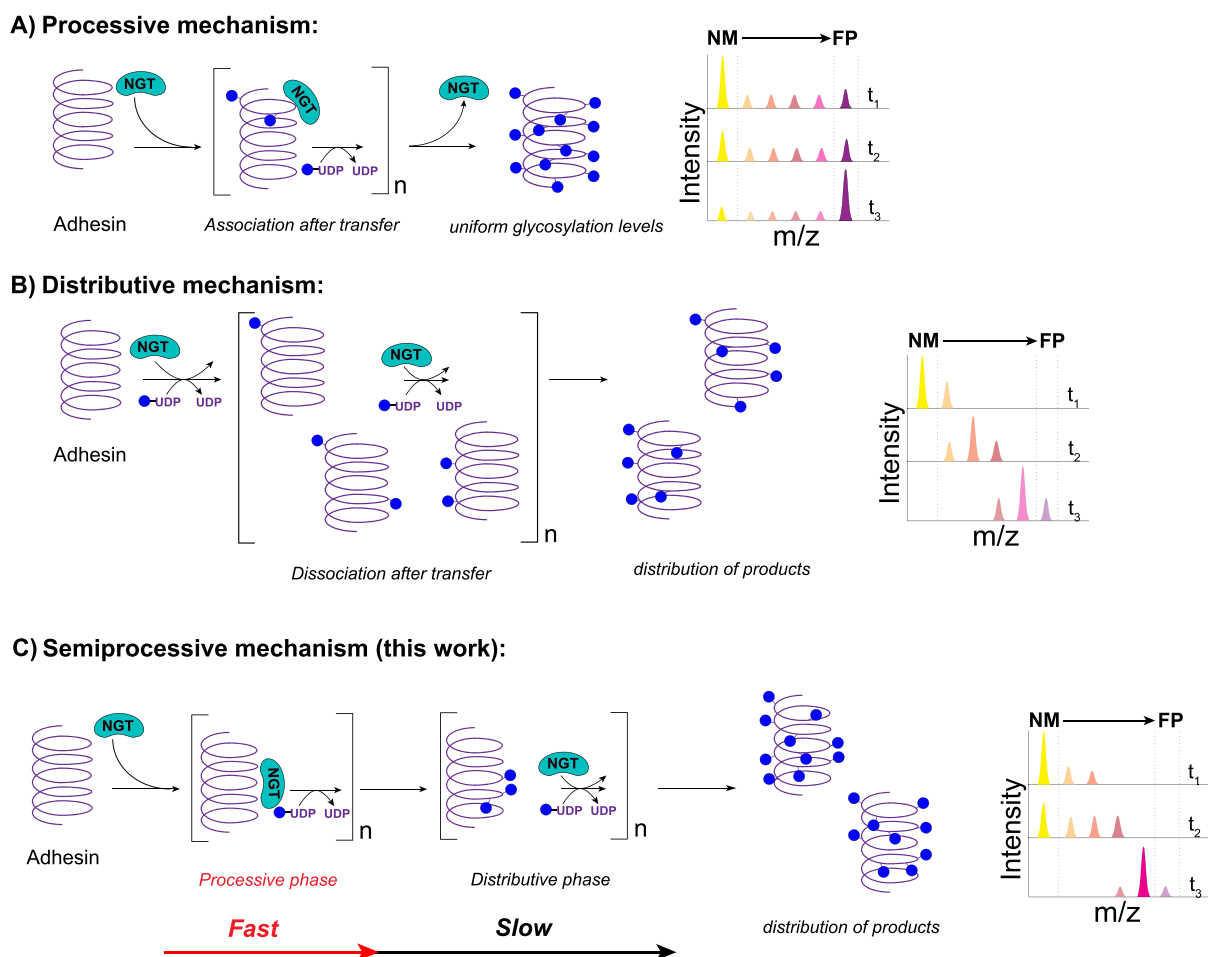 A) Processive mechanism:
NGT
Adhesin
NGT
UDP UDP
n
Association after transfer
NGT
uniform glycosylation levels
NM FP
Intensity
t1
t2
t3
m/z
B) Distributive mechanism:
NGT
UDP UDP
Adhesin
NGT
UDP UDP
n
Dissociation after transfer
distribution of products
NM FP
Intensity
t1
t2
t3
m/z
C) Semiprocessive mechanism (this work):
NGT
Adhesin
NGT
UDP UDP
n
Processive phase
NGT
UDP UDP
n
Distributive phase
Fast
Slow
distribution of products
NM FP
Intensity
t1
t2
t3
m/z